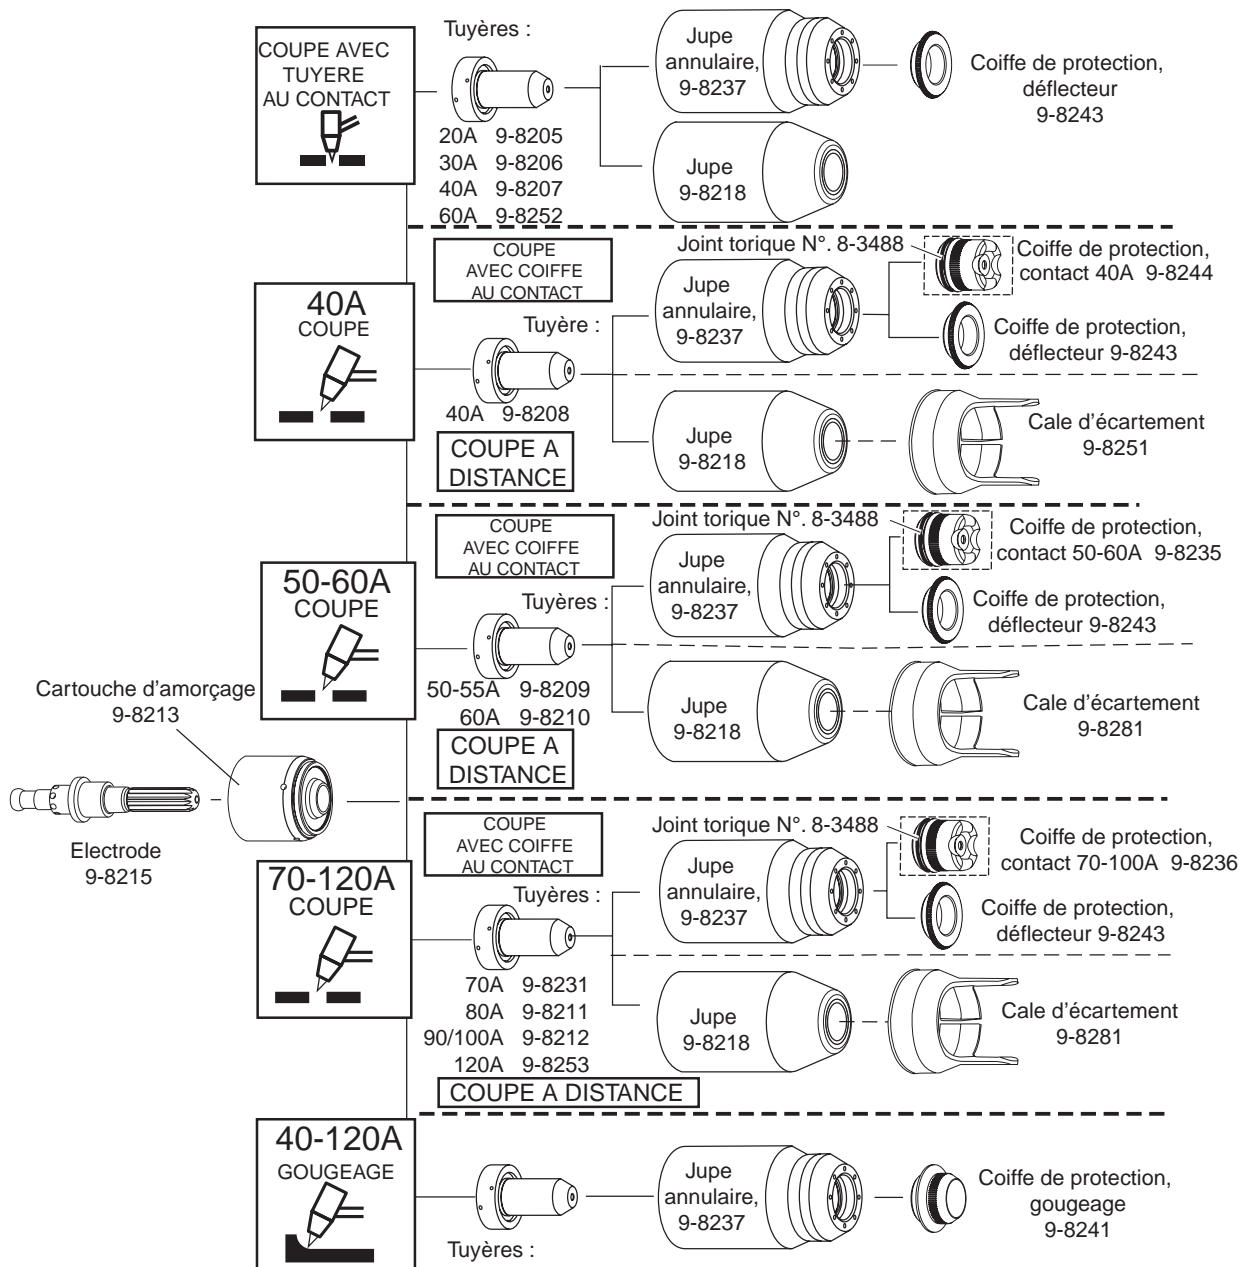 COUPE AVEC
TUYERE
AU CONTACT
Tuyères :
20A 9-8205
30A 9-8206
40A 9-8207
60A 9-8252
Jupe
annulaire,
9-8237
Coiffe de protection,
déflecteur
9-8243
Jupe
9-8218
40A
COUPE
COUPE
AVEC COIFFE
AU CONTACT
Tuyère :
40A 9-8208
COUPE A
DISTANCE
Joint torique N°. 8-3488
Jupe
annulaire,
9-8237
Coiffe de protection,
contact 40A 9-8244
Coiffe de protection,
déflecteur 9-8243
Jupe
9-8218
Cale d'écartement
9-8251
50-60A
COUPE
COUPE
AVEC COIFFE
AU CONTACT
Tuyères :
50-55A 9-8209
60A 9-8210
COUPE A
DISTANCE
Joint torique N°. 8-3488
Jupe
annulaire,
9-8237
Coiffe de protection,
contact 50-60A 9-8235
Coiffe de protection,
déflecteur 9-8243
Jupe
9-8218
Cale d'écartement
9-8281
Cartouche d'amorçage
9-8213
Electrode
9-8215
70-120A
COUPE
COUPE
AVEC COIFFE
AU CONTACT
Tuyères :
70A 9-8231
80A 9-8211
90/100A 9-8212
120A 9-8253
COUPE A DISTANCE
Joint torique N°. 8-3488
Jupe
annulaire,
9-8237
Coiffe de protection,
contact 70-100A 9-8236
Coiffe de protection,
déflecteur 9-8243
Jupe
9-8218
Cale d'écartement
9-8281
40-120A
GOUGEAGE
Tuyères :
Jupe
annulaire,
9-8237
Coiffe de protection,
gougeage
9-8241